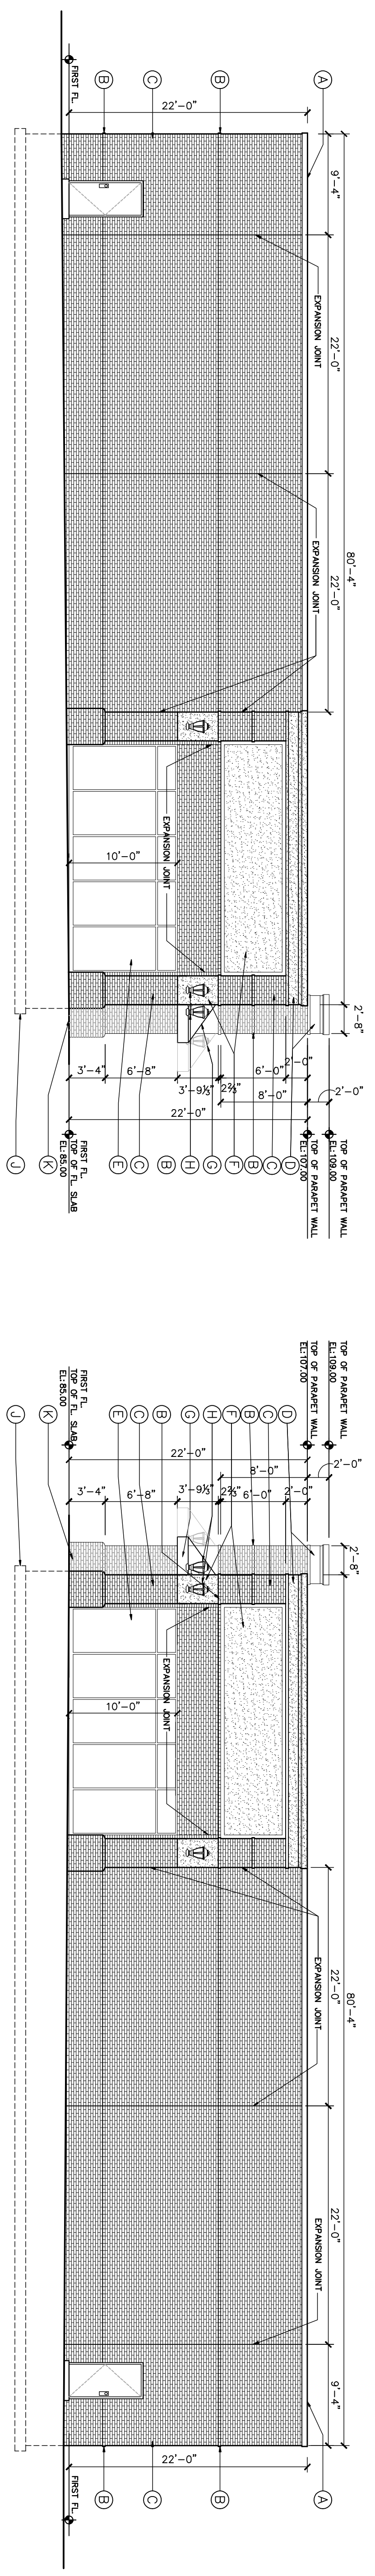 80'-4"
9'-4"
22'-0"
22'-0"
2'-8"
2'-0"
TOP OF PARAPET WALL
EL:109.00
TOP OF PARAPET WALL
EL:107.00
A
EXPANSION JOINT
EXPANSION JOINT
D
2'-0"
C
6'-0"
8'-0"
B
B
F
2⅔"
G
3'-9⅓"
H
22'-0"
22'-0"
EXPANSION JOINT
B
C
C
6'-8"
10'-0"
E
B
3'-4"
FIRST FL.
FIRST FL.
TOP OF FL SLAB
EL:85.00
K
J
TOP OF PARAPET WALL
EL:109.00
TOP OF PARAPET WALL
EL:107.00
2'-0"
2'-8"
80'-4"
22'-0"
22'-0"
9'-4"
D
2'-0"
EXPANSION JOINT
EXPANSION JOINT
A
C
6'-0"
8'-0"
B
F
2⅔"
B
H
3'-9⅓"
G
22'-0"
22'-0"
B
EXPANSION JOINT
C
6'-8"
C
E
10'-0"
3'-4"
B
FIRST FL.
TOP OF FL SLAB
EL:85.00
FIRST FL.
K
J